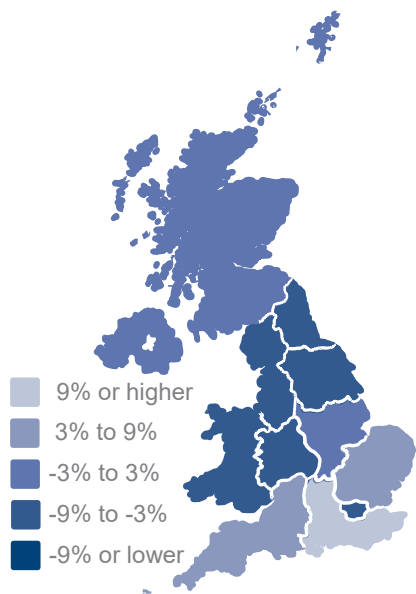 9% or higher
3% to 9%
-3% to 3%
-9% to -3%
-9% or lower